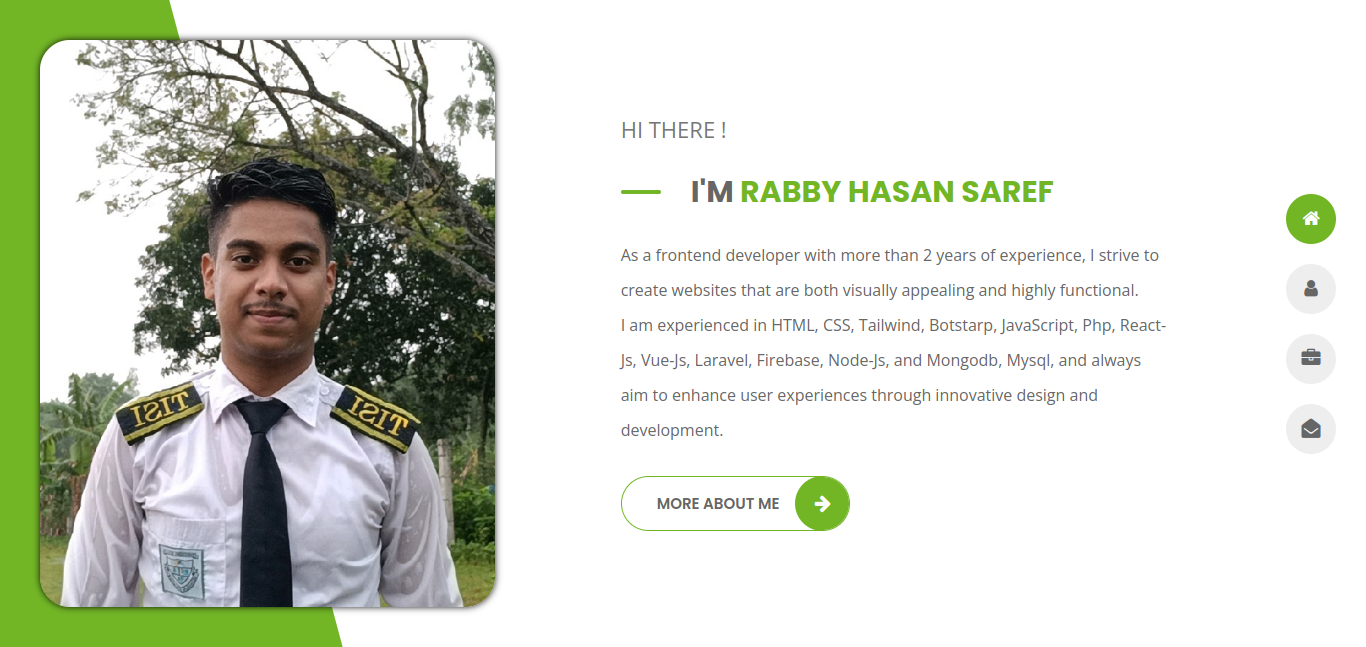 HI THERE !
I'M RABBY HASAN SAREF
As a frontend developer with more than 2 years of experience, I strive to
create websites that are both visually appealing and highly functional.
I am experienced in HTML, CSS, Tailwind, Botstarp, JavaScript, Php, React-
Js, Vue-Js, Laravel, Firebase, Node-Js, and Mongodb, Mysql, and always
aim to enhance user experiences through innovative design and
development.
MORE ABOUT ME
TISI
TISI